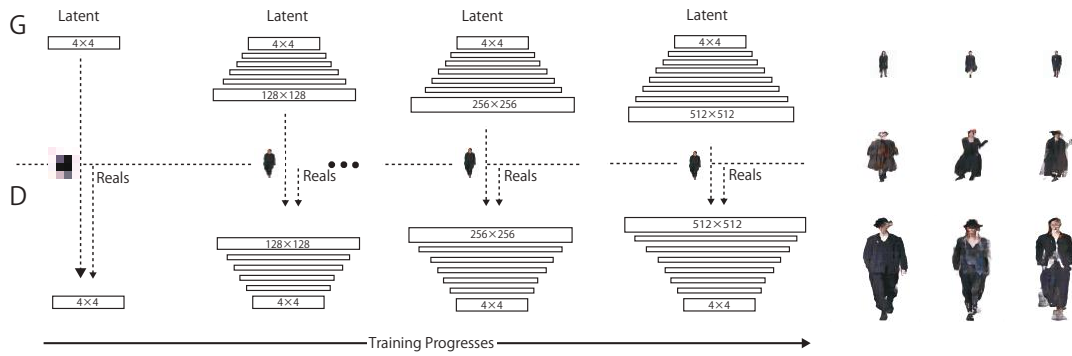 G
Latent
Latent
Latent
Latent
4×4
4×4
4×4
4×4
128×128
256×256
512×512
Reals
Reals
Reals
Reals
D
128×128
256×256
512×512
4×4
4×4
4×4
4×4
Training Progresses